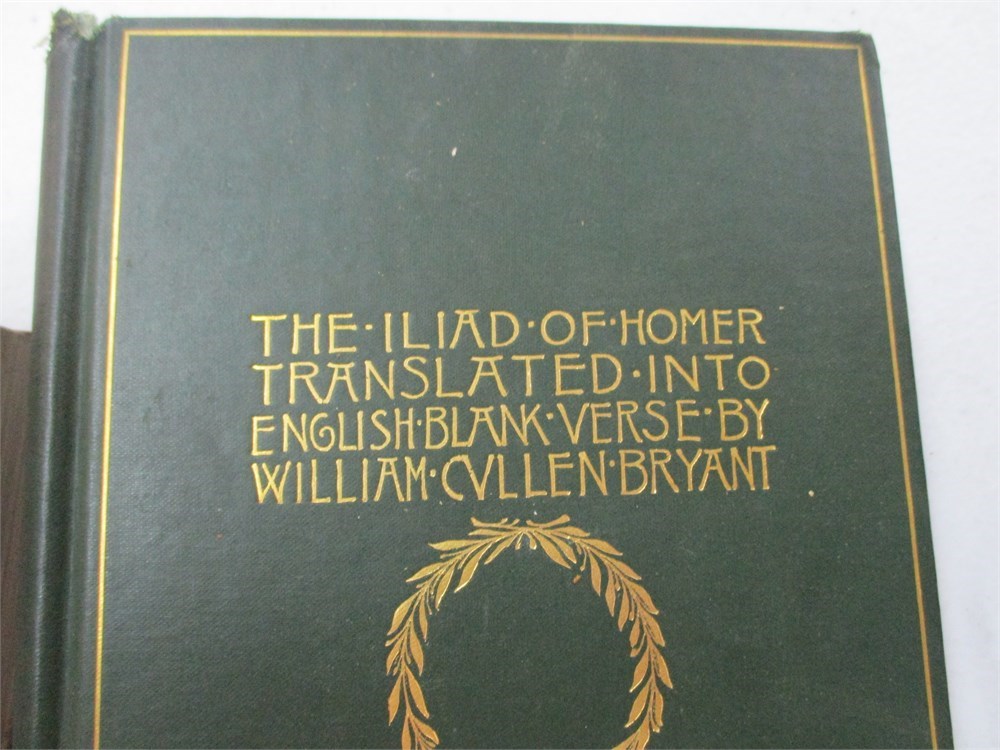 THE·ILIAD·OF·HOMER
TRANSLATED·INTO
ENGLISH·BLANK·VERSE·BY
WILLIAM·CVLLEN·BRYANT